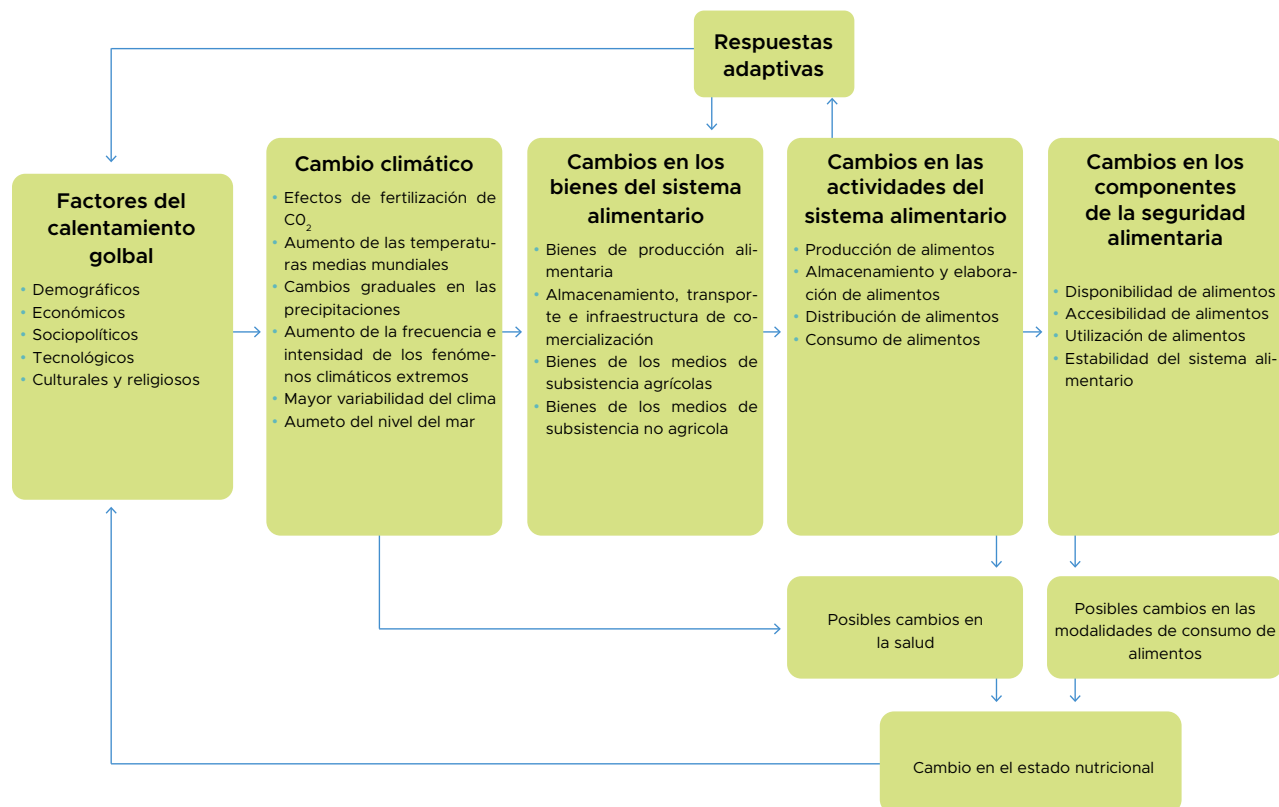 Respuestas
adaptivas
Factores del
calentamiento
golbal
• Demográficos
• Económicos
• Sociopolíticos
• Tecnológicos
• Culturales y religiosos
Cambio climático
• Efectos de fertilización de
C0₂
• Aumento de las temperatu-
ras medias mundiales
• Cambios graduales en las
precipitaciones
• Aumento de la frecuencia e
intensidad de los fenóme-
nos climáticos extremos
• Mayor variabilidad del clima
• Aumeto del nivel del mar
Cambios en los
bienes del sistema
alimentario
• Bienes de producción ali-
mentaria
• Almacenamiento, transpor-
te e infraestructura de co-
mercialización
• Bienes de los medios de
subsistencia agrícolas
• Bienes de los medios de
subsistencia no agricola
Cambios en las
actividades del
sistema alimentario
• Producción de alimentos
• Almacenamiento y elabora-
ción de alimentos
• Distribución de alimentos
• Consumo de alimentos
Cambios en los
componentes
de la seguridad
alimentaria
• Disponibilidad de alimentos
• Accesibilidad de alimentos
• Utilización de alimentos
• Estabilidad del sistema ali-
mentario
Posibles cambios en
la salud
Posibles cambios en las
modalidades de consumo de
alimentos
Cambio en el estado nutricional